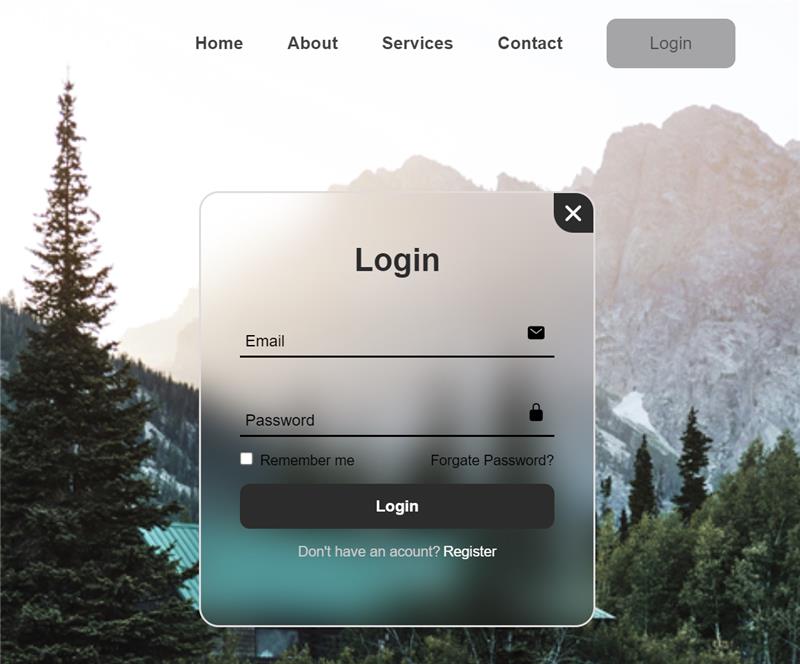 Home About Services Contact Login
Login
Email
Password
Remember me Forgate Password?
Login
Don't have an acount? Register